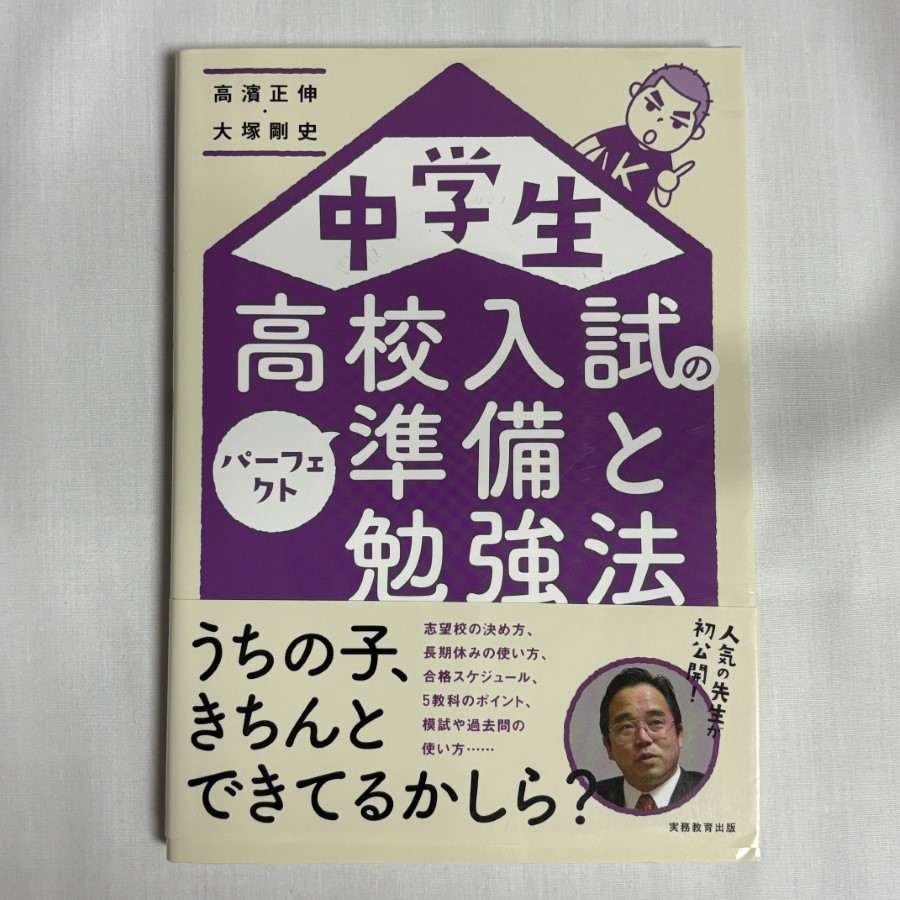 高濱正伸
・
大塚剛史
K
中学生
高校入試の
パーフェクト
準備と
勉強法
うちの子、
きちんと
できてるかしら?
志望校の決め方、
長期休みの使い方、
合格スケジュール、
5教科のポイント、
模試や過去問の
使い方……
人気の先生が
初公開!
実務教育出版